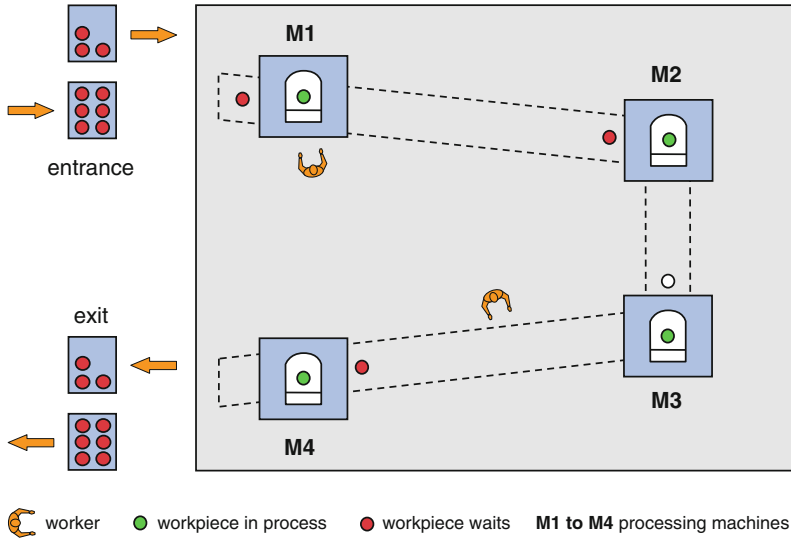 M1
M2
entrance
exit
M3
M4
worker workpiece in process workpiece waits M1 to M4 processing machines